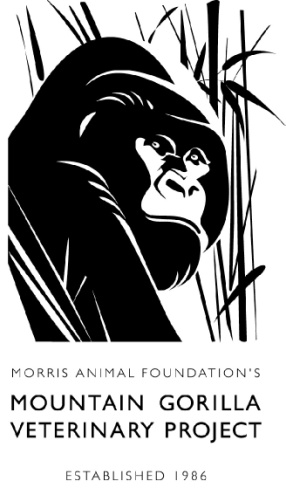 MORRIS ANIMAL FOUNDATION'S
MOUNTAIN GORILLA
VETERINARY PROJECT
ESTABLISHED 1986